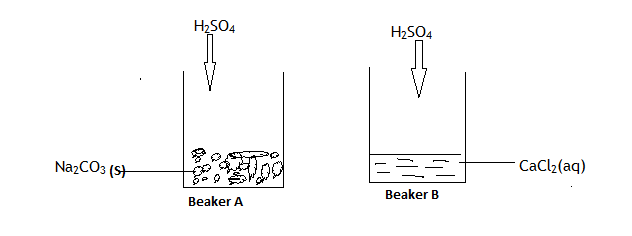 H₂SO₄
H₂SO₄
Na₂CO₃ (S)
CaCl₂(aq)
Beaker A
Beaker B